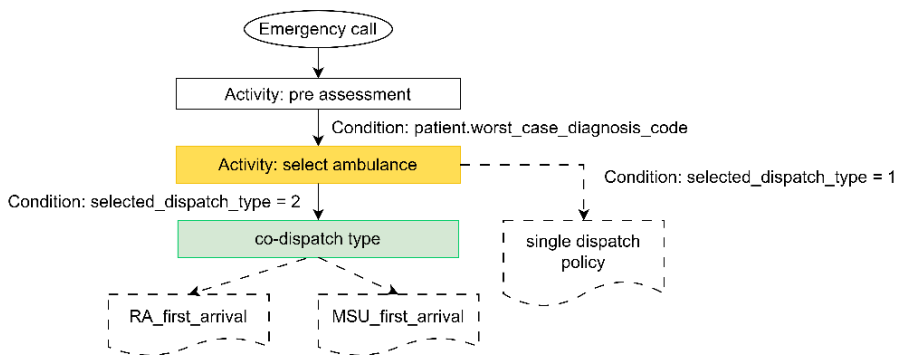 Emergency call
Activity: pre assessment
Condition: patient.worst_case_diagnosis_code
Activity: select ambulance
Condition: selected_dispatch_type = 1
Condition: selected_dispatch_type = 2
co-dispatch type
single dispatch
policy
RA_first_arrival
MSU_first_arrival